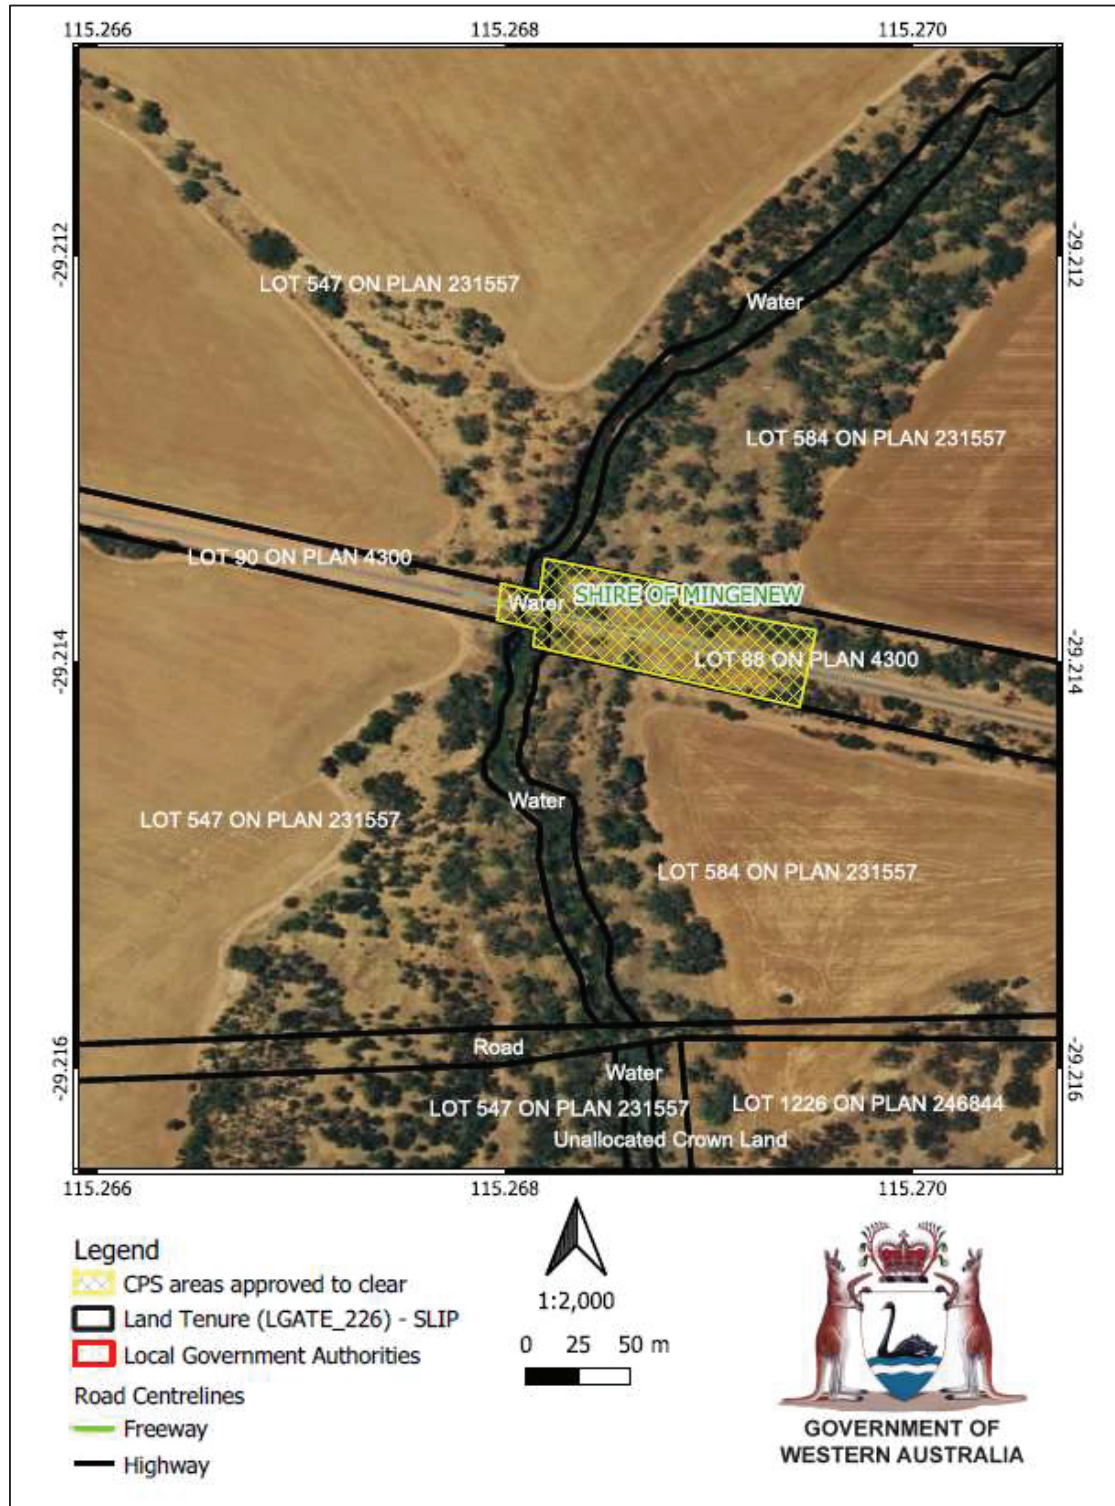 115.266 115.268 115.270
-29.212 -29.212
LOT 547 ON PLAN 231557
Water
LOT 584 ON PLAN 231557
LOT 90 ON PLAN 4300
Water SHIRE OF MINGENEW
-29.214 LOT 88 ON PLAN 4300 -29.214
Water
LOT 547 ON PLAN 231557
LOT 584 ON PLAN 231557
-29.216 Road -29.216
Water
LOT 547 ON PLAN 231557 LOT 1226 ON PLAN 246844
Unallocated Crown Land
115.266 115.268 115.270
Legend
CPS areas approved to clear
Land Tenure (LGATE_226) - SLIP
Local Government Authorities
Road Centrelines
Freeway
Highway
1:2,000
0 25 50 m
GOVERNMENT OF
WESTERN AUSTRALIA